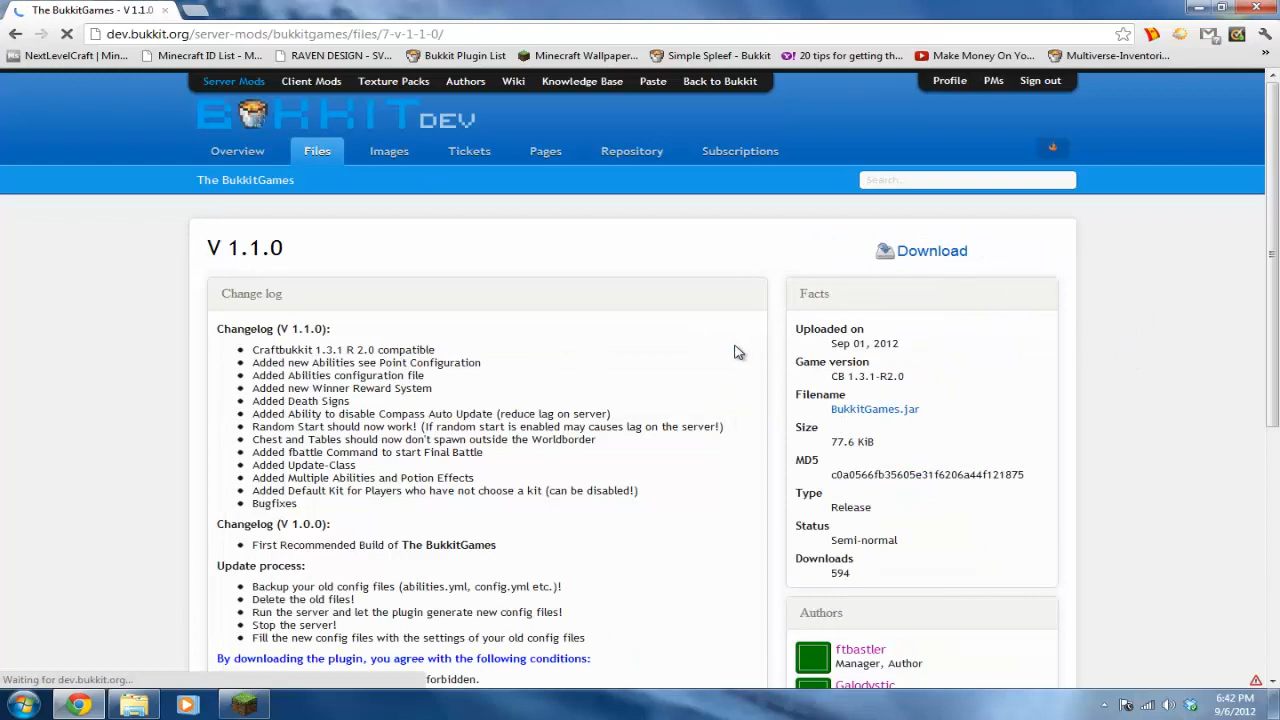 The BukkitGames - V 1.1.0
dev.bukkit.org/server-mods/bukkitgames/files/7-v-1-1-0/
NextLevelCraft | Min... Minecraft ID List - M... RAVEN DESIGN - SV... Bukkit Plugin List Minecraft Wallpaper... Simple Spleef - Bukkit 20 tips for getting th... Make Money On Yo... Multiverse-Inventori...
Server Mods Client Mods Texture Packs Authors Wiki Knowledge Base Paste Back to Bukkit Profile PMs Sign out
BUKKIT DEV
Overview Files Images Tickets Pages Repository Subscriptions
The BukkitGames Search...
V 1.1.0
Download
Change log
Changelog (V 1.1.0):
Craftbukkit 1.3.1 R 2.0 compatible
Added new Abilities see Point Configuration
Added Abilities configuration file
Added new Winner Reward System
Added Death Signs
Added Ability to disable Compass Auto Update (reduce lag on server)
Random Start should now work! (If random start is enabled may causes lag on the server!)
Chest and Tables should now don't spawn outside the Worldborder
Added fbattle Command to start Final Battle
Added Update-Class
Added Multiple Abilities and Potion Effects
Added Default Kit for Players who have not choose a kit (can be disabled!)
Bugfixes
Changelog (V 1.0.0):
First Recommended Build of The BukkitGames
Update process:
Backup your old config files (abilities.yml, config.yml etc.)!
Delete the old files!
Run the server and let the plugin generate new config files!
Stop the server!
Fill the new config files with the settings of your old config files
By downloading the plugin, you agree with the following conditions:
forbidden.
Facts
Uploaded on
Sep 01, 2012
Game version
CB 1.3.1-R2.0
Filename
BukkitGames.jar
Size
77.6 KiB
MD5
c0a0566fb35605e31f6206a44f121875
Type
Release
Status
Semi-normal
Downloads
594
Authors
ftbastler
Manager, Author
Galodystic
Waiting for dev.bukkit.org...
6:42 PM
9/6/2012